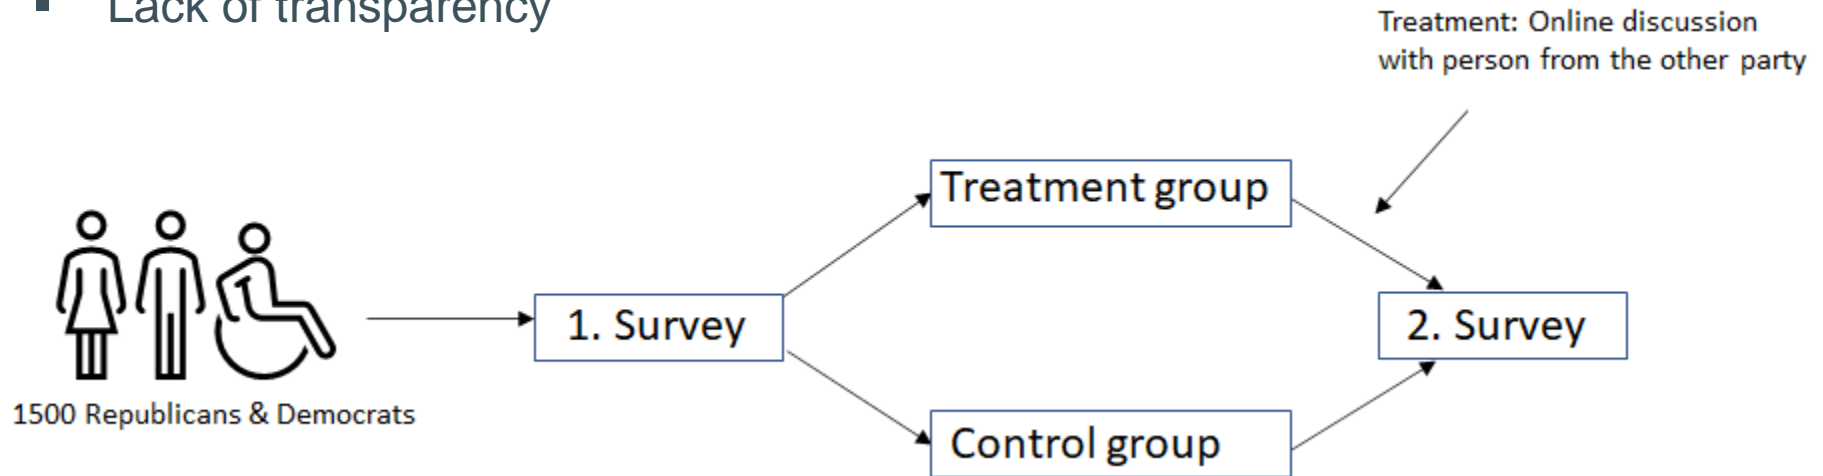 Lack of transparency
Treatment: Online discussion
with person from the other party
Treatment group
1. Survey
2. Survey
1500 Republicans & Democrats
Control group